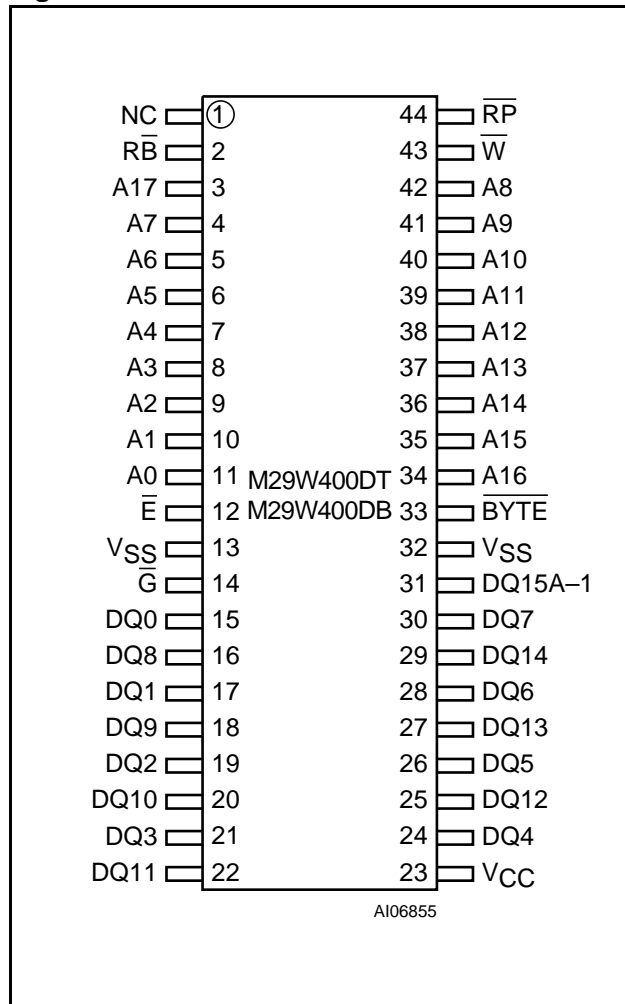 NC 1 44 R̅P̅
RB̅ 2 43 W̅
A17 3 42 A8
A7 4 41 A9
A6 5 40 A10
A5 6 39 A11
A4 7 38 A12
A3 8 37 A13
A2 9 36 A14
A1 10 35 A15
A0 11 M29W400DT 34 A16
E̅ 12 M29W400DB 33 B̅Y̅T̅E̅
VSS 13 32 VSS
G̅ 14 31 DQ15A–1
DQ0 15 30 DQ7
DQ8 16 29 DQ14
DQ1 17 28 DQ6
DQ9 18 27 DQ13
DQ2 19 26 DQ5
DQ10 20 25 DQ12
DQ3 21 24 DQ4
DQ11 22 23 VCC
AI06855